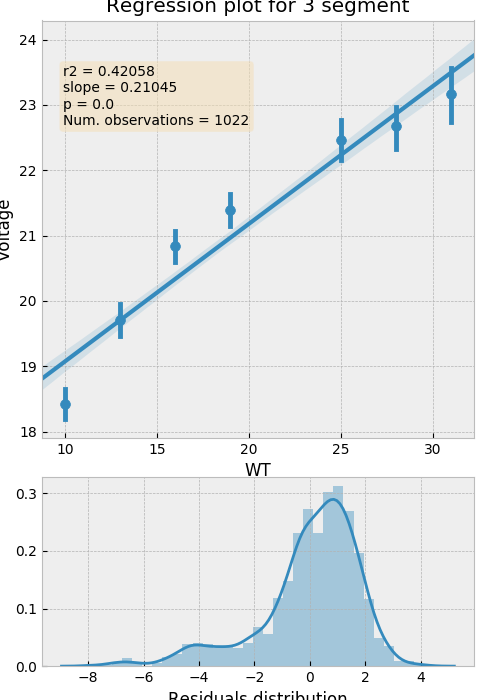 Regression plot for 3 segment
24
23
22
21
20
19
18
r2 = 0.42058
slope = 0.21045
p = 0.0
Num. observations = 1022
Voltage
10 15 20 25 30
WT
0.3
0.2
0.1
0.0
−8 −6 −4 −2 0 2 4
Residuals distribution